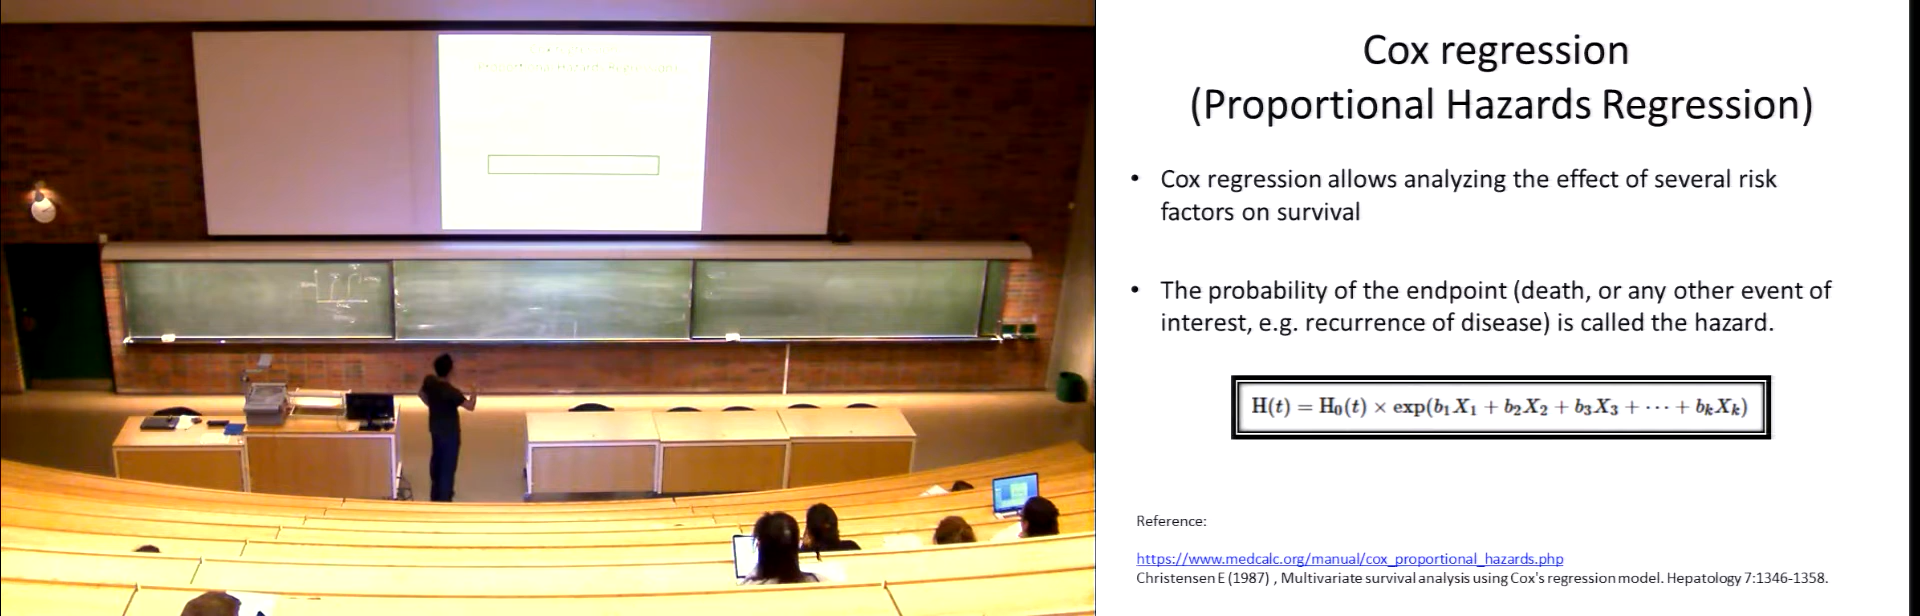 Cox regression
(Proportional Hazards Regression)
• Cox regression allows analyzing the effect of several risk
factors on survival
• The probability of the endpoint (death, or any other event of
interest, e.g. recurrence of disease) is called the hazard.
H(t) = H₀(t) × exp(b₁X₁ + b₂X₂ + b₃X₃ + ⋯ + bₖXₖ)
Reference:
https://www.medcalc.org/manual/cox_proportional_hazards.php
Christensen E (1987) , Multivariate survival analysis using Cox's regression model. Hepatology 7:1346-1358.